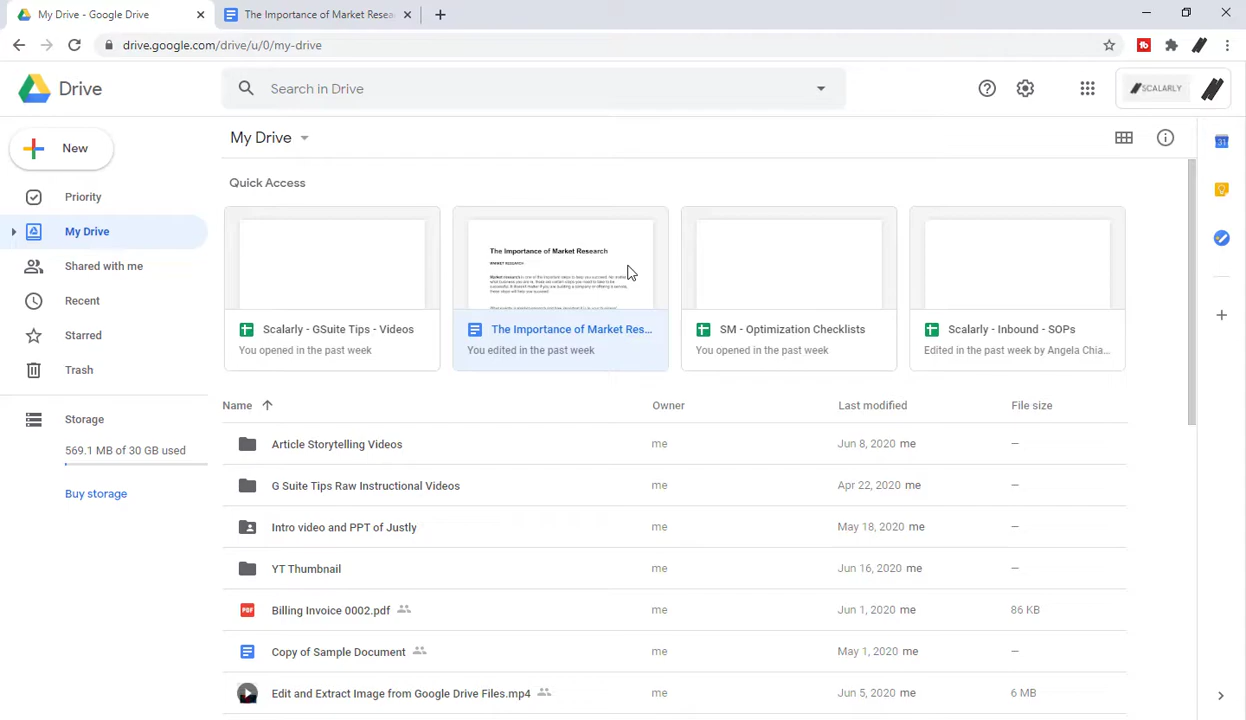 My Drive - Google Drive
The Importance of Market Resea
drive.google.com/drive/u/0/my-drive
Drive
Search in Drive
SCALARLY
New
My Drive
Priority
My Drive
Shared with me
Recent
Starred
Trash
Storage
569.1 MB of 30 GB used
Buy storage
Quick Access
The Importance of Market Research
MARKET RESEARCH
Scalarly - GSuite Tips - Videos
You opened in the past week
The Importance of Market Res...
You edited in the past week
SM - Optimization Checklists
You opened in the past week
Scalarly - Inbound - SOPs
Edited in the past week by Angela Chia...
Name Owner Last modified File size
Article Storytelling Videos me Jun 8, 2020 me —
G Suite Tips Raw Instructional Videos me Apr 22, 2020 me —
Intro video and PPT of Justly me May 18, 2020 me —
YT Thumbnail me Jun 16, 2020 me —
PDF Billing Invoice 0002.pdf me Jun 1, 2020 me 86 KB
Copy of Sample Document me May 1, 2020 me —
Edit and Extract Image from Google Drive Files.mp4 me Jun 5, 2020 me 6 MB
31